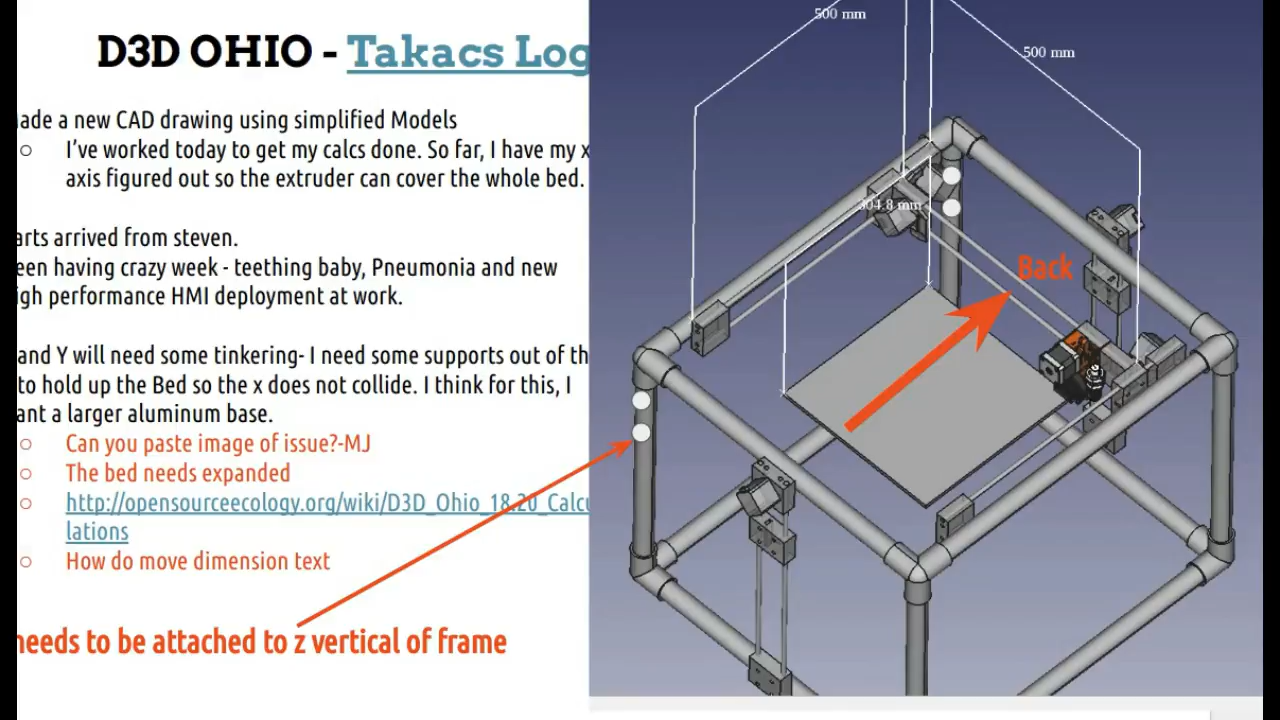 D3D OHIO - Takacs Log
ade a new CAD drawing using simplified Models
I've worked today to get my calcs done. So far, I have my x
axis figured out so the extruder can cover the whole bed.
arts arrived from steven.
een having crazy week - teething baby, Pneumonia and new
igh performance HMI deployment at work.
and Y will need some tinkering- I need some supports out of th
to hold up the Bed so the x does not collide. I think for this, I
ant a larger aluminum base.
Can you paste image of issue?-MJ
The bed needs expanded
http://opensourceecology.org/wiki/D3D_Ohio_18.20_Calcu
lations
How do move dimension text
needs to be attached to z vertical of frame
500 mm
500 mm
304.8 mm
Back